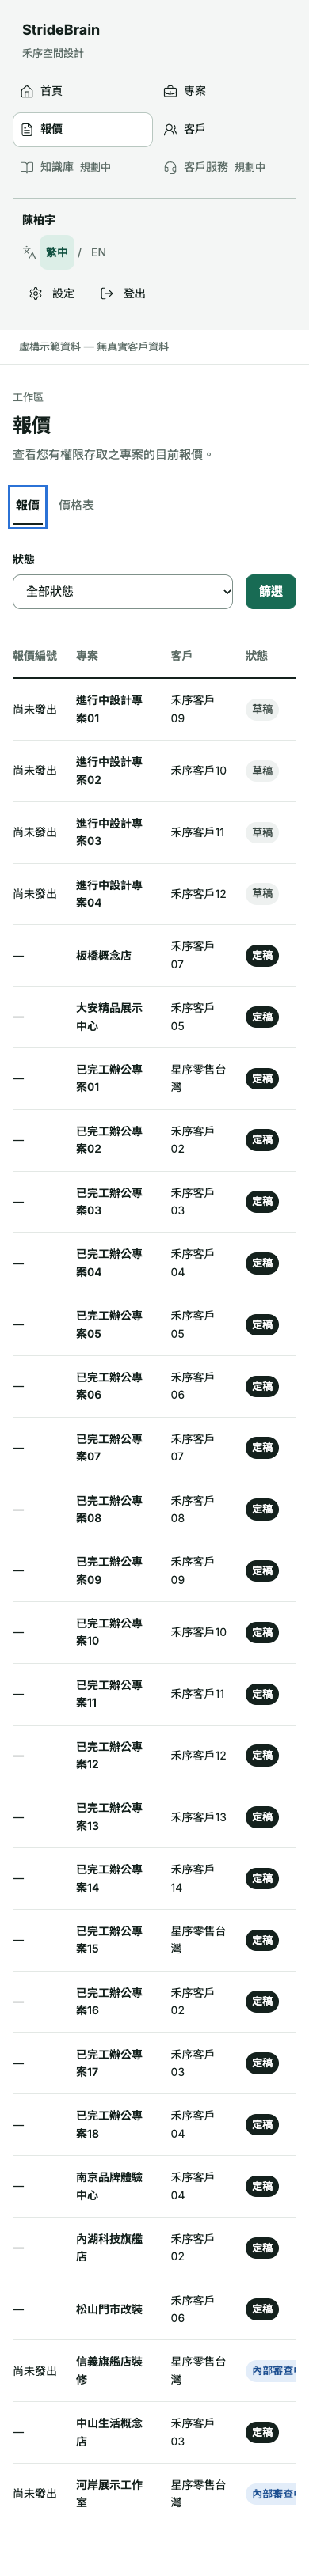 StrideBrain
禾序空間設計
首頁
專案
報價
客戶
知識庫 規劃中
客戶服務 規劃中
陳柏宇
繁中 / EN
設定
登出
虛構示範資料 — 無真實客戶資料
工作區
報價
查看您有權限存取之專案的目前報價。
報價 價格表
狀態
全部狀態 篩選
報價編號 專案 客戶 狀態
尚未發出 進行中設計專案01 禾序客戶09 草稿
尚未發出 進行中設計專案02 禾序客戶10 草稿
尚未發出 進行中設計專案03 禾序客戶11 草稿
尚未發出 進行中設計專案04 禾序客戶12 草稿
— 板橋概念店 禾序客戶07 定稿
— 大安精品展示中心 禾序客戶05 定稿
— 已完工辦公專案01 星序零售台灣 定稿
— 已完工辦公專案02 禾序客戶02 定稿
— 已完工辦公專案03 禾序客戶03 定稿
— 已完工辦公專案04 禾序客戶04 定稿
— 已完工辦公專案05 禾序客戶05 定稿
— 已完工辦公專案06 禾序客戶06 定稿
— 已完工辦公專案07 禾序客戶07 定稿
— 已完工辦公專案08 禾序客戶08 定稿
— 已完工辦公專案09 禾序客戶09 定稿
— 已完工辦公專案10 禾序客戶10 定稿
— 已完工辦公專案11 禾序客戶11 定稿
— 已完工辦公專案12 禾序客戶12 定稿
— 已完工辦公專案13 禾序客戶13 定稿
— 已完工辦公專案14 禾序客戶14 定稿
— 已完工辦公專案15 星序零售台灣 定稿
— 已完工辦公專案16 禾序客戶02 定稿
— 已完工辦公專案17 禾序客戶03 定稿
— 已完工辦公專案18 禾序客戶04 定稿
— 南京品牌體驗中心 禾序客戶04 定稿
— 內湖科技旗艦店 禾序客戶02 定稿
— 松山門市改裝 禾序客戶06 定稿
尚未發出 信義旗艦店裝修 星序零售台灣 內部審查
— 中山生活概念店 禾序客戶03 定稿
尚未發出 河岸展示工作室 星序零售台灣 內部審查